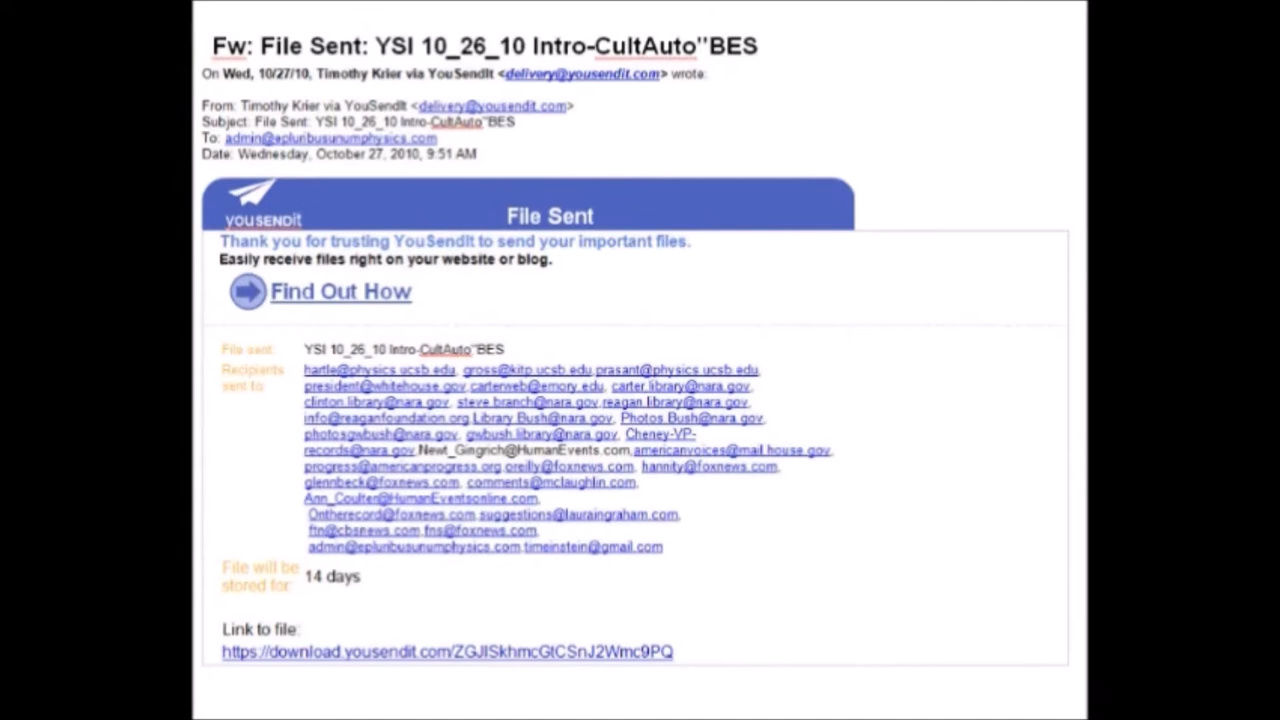 Fw: File Sent: YSI 10_26_10 Intro-CultAuto"BES
On Wed, 10/27/10, Timothy Krier via YouSendIt <delivery@yousendit.com> wrote:
From: Timothy Krier via YouSendIt <delivery@yousendit.com>
Subject: File Sent: YSI 10_26_10 Intro-CultAuto"BES
To: admin@epluribusunumphysics.com
Date: Wednesday, October 27, 2010, 9:51 AM
youSENDit
File Sent
Thank you for trusting YouSendIt to send your important files.
Easily receive files right on your website or blog.
Find Out How
File sent: YSI 10_26_10 Intro-CultAuto"BES
Recipients hartle@physics.ucsb.edu, gross@kitp.ucsb.edu,prasant@physics.ucsb.edu,
sent to: president@whitehouse.gov,carterweb@emory.edu, carter.library@nara.gov,
clinton.library@nara.gov, steve.branch@nara.gov,reagan.library@nara.gov,
info@reaganfoundation.org,Library.Bush@nara.gov, Photos.Bush@nara.gov,
photosgwbush@nara.gov, gwbush.library@nara.gov, Cheney-VP-
records@nara.gov,Newt_Gingrich@HumanEvents.com,americanvoices@mail.house.gov,
progress@americanprogress.org,oreilly@foxnews.com, hannity@foxnews.com,
glennbeck@foxnews.com, comments@mclaughlin.com,
Ann_Coulter@HumanEventsonline.com,
Ontherecord@foxnews.com,suggestions@lauraingraham.com,
ftn@cbsnews.com,fns@foxnews.com,
admin@epluribusunumphysics.com,timeinstein@gmail.com
File will be
stored for: 14 days
Link to file:
https://download.yousendit.com/ZGJlSkhmcGtCSnJ2Wmc9PQ